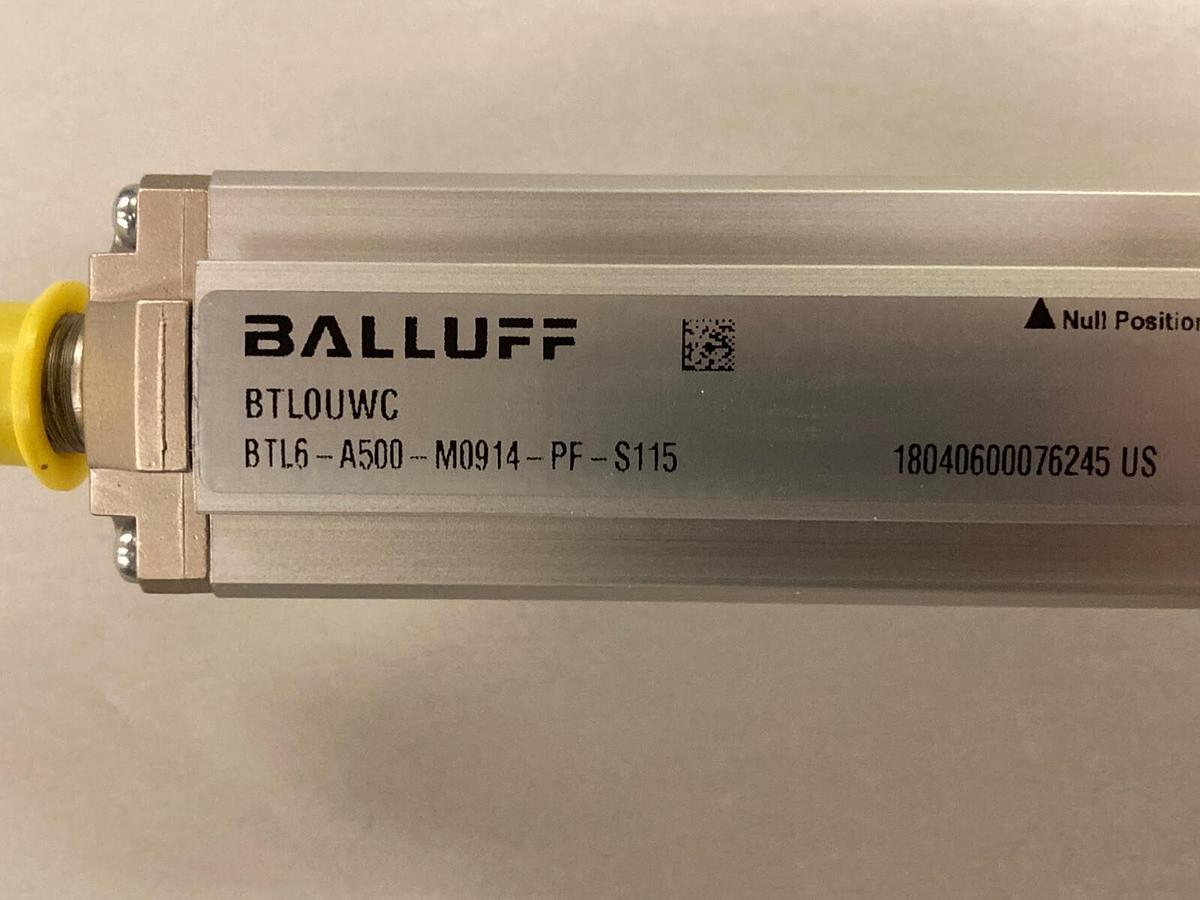 BALLUFF
▲ Null Position
BTL0UWC
BTL6-A500-M0914-PF-S115
18040600076245 US